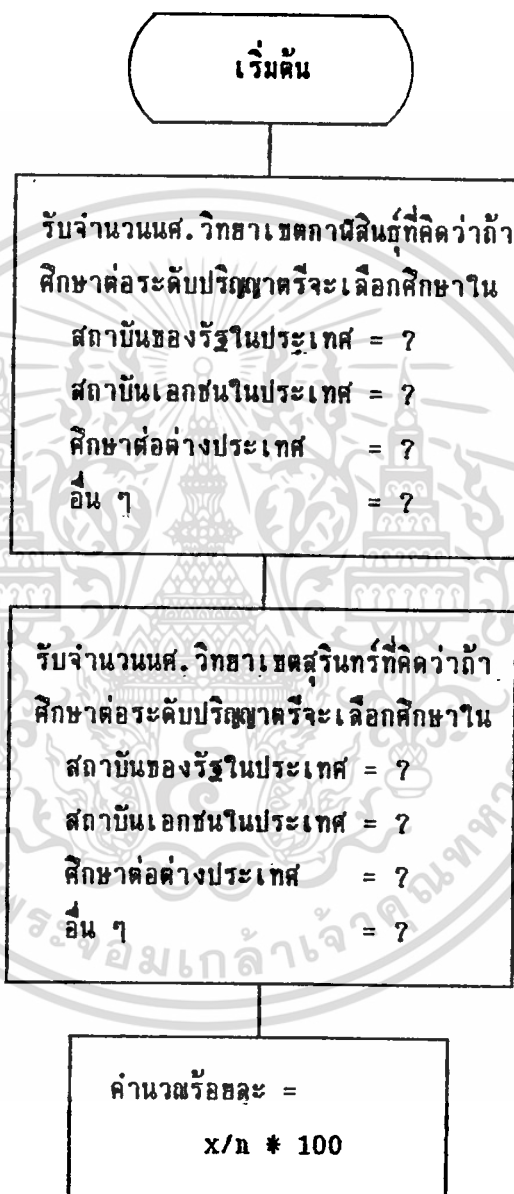 เริ่มต้น
รับจำนวนนศ.วิทยาเขตกาฬสินธุ์ที่คิดว่าถ้า
ศึกษาต่อระดับปริญญาตรีจะเลือกศึกษาใน
สถาบันของรัฐในประเทศ = ?
สถาบันเอกชนในประเทศ = ?
ศึกษาต่อต่างประเทศ = ?
อื่น ๆ = ?
รับจำนวนนศ.วิทยาเขตสุรินทร์ที่คิดว่าถ้า
ศึกษาต่อระดับปริญญาตรีจะเลือกศึกษาใน
สถาบันของรัฐในประเทศ = ?
สถาบันเอกชนในประเทศ = ?
ศึกษาต่อต่างประเทศ = ?
อื่น ๆ = ?
คำนวณร้อยละ =
x/n * 100